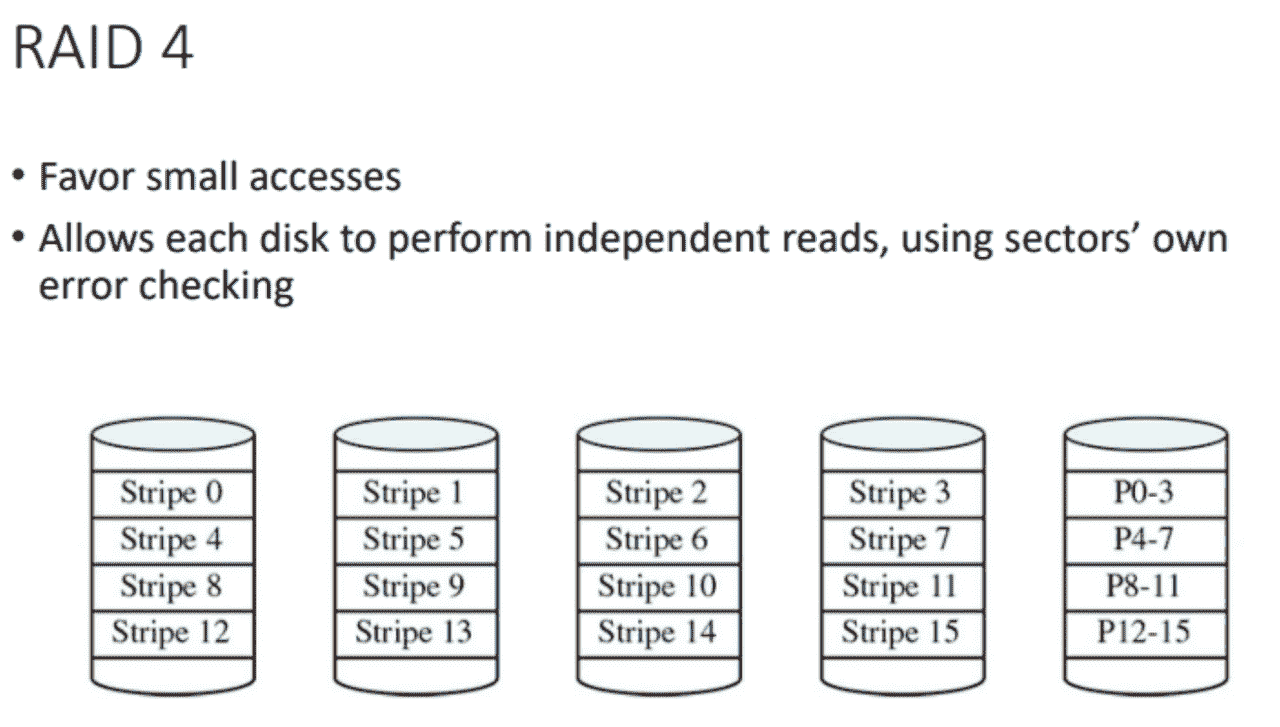 RAID 4
• Favor small accesses
• Allows each disk to perform independent reads, using sectors’ own
error checking
Stripe 0 Stripe 1 Stripe 2 Stripe 3 P0-3
Stripe 4 Stripe 5 Stripe 6 Stripe 7 P4-7
Stripe 8 Stripe 9 Stripe 10 Stripe 11 P8-11
Stripe 12 Stripe 13 Stripe 14 Stripe 15 P12-15